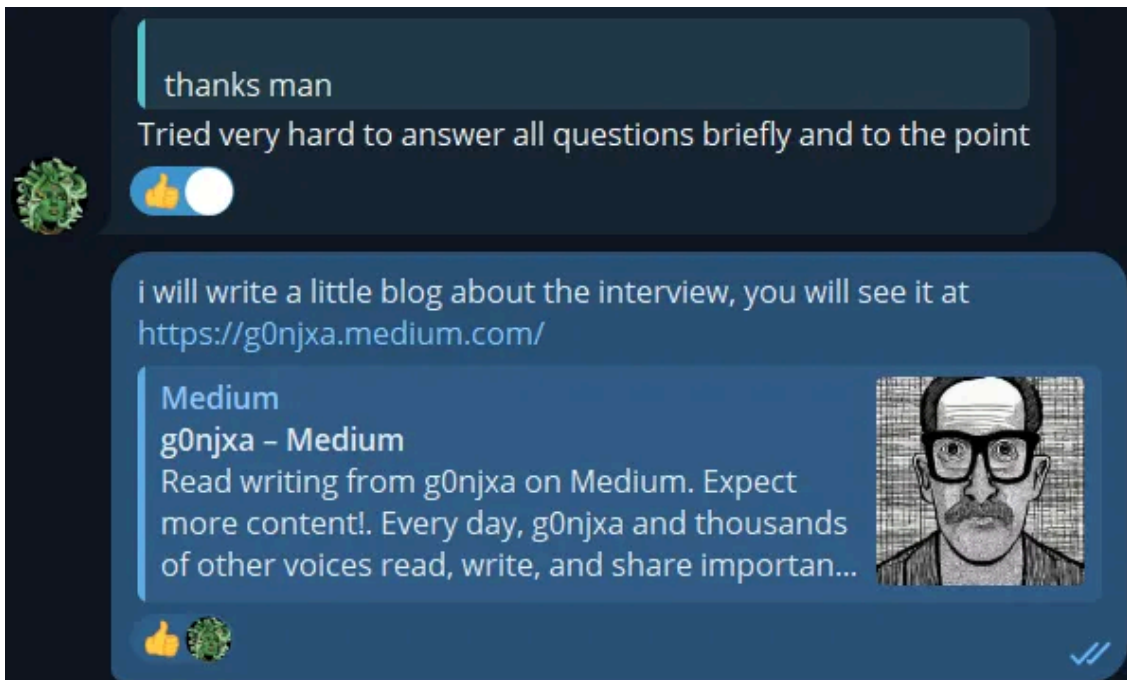 thanks man
Tried very hard to answer all questions briefly and to the point
i will write a little blog about the interview, you will see it at
https://g0njxa.medium.com/
Medium
g0njxa – Medium
Read writing from g0njxa on Medium. Expect
more content!. Every day, g0njxa and thousands
of other voices read, write, and share importan...